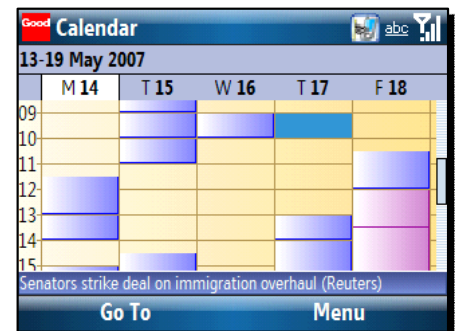 Good Calendar abc
13-19 May 2007
M 14 T 15 W 16 T 17 F 18
09
10
11
12
13
14
15
Senators strike deal on immigration overhaul (Reuters)
Go To Menu